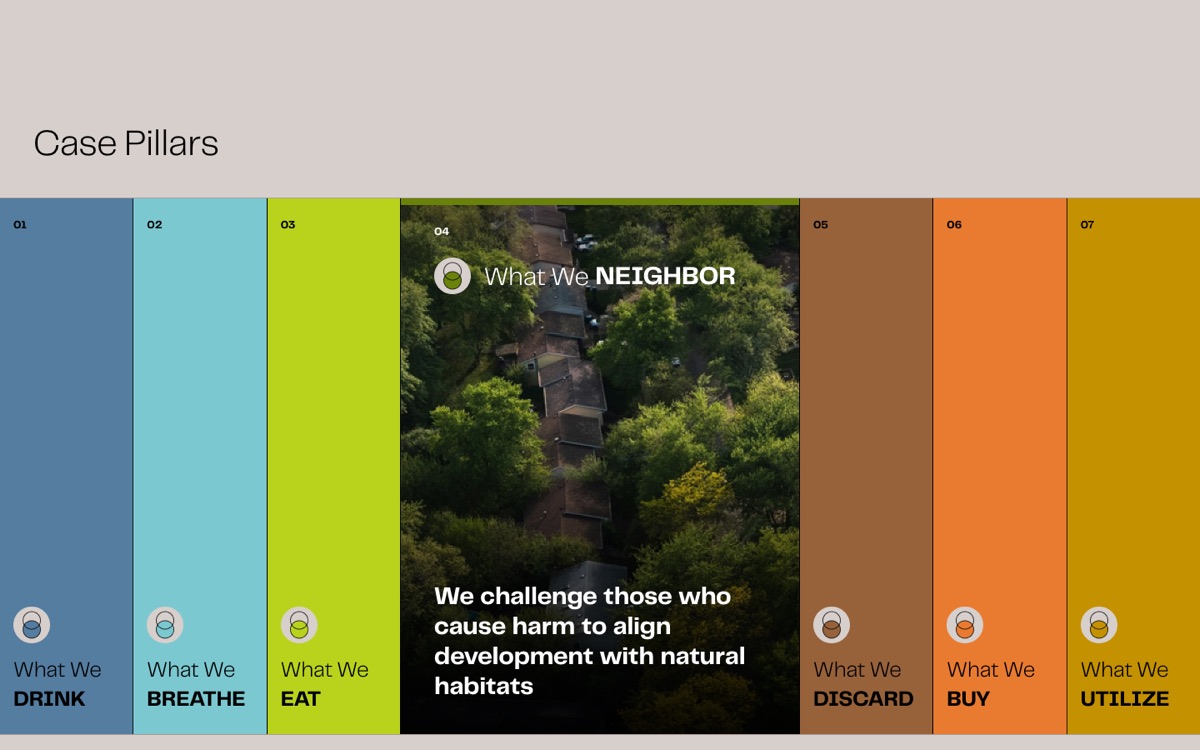 Case Pillars
01
What We
DRINK
02
What We
BREATHE
03
What We
EAT
04
What We NEIGHBOR
We challenge those who
cause harm to align
development with natural
habitats
05
What We
DISCARD
06
What We
BUY
07
What We
UTILIZE